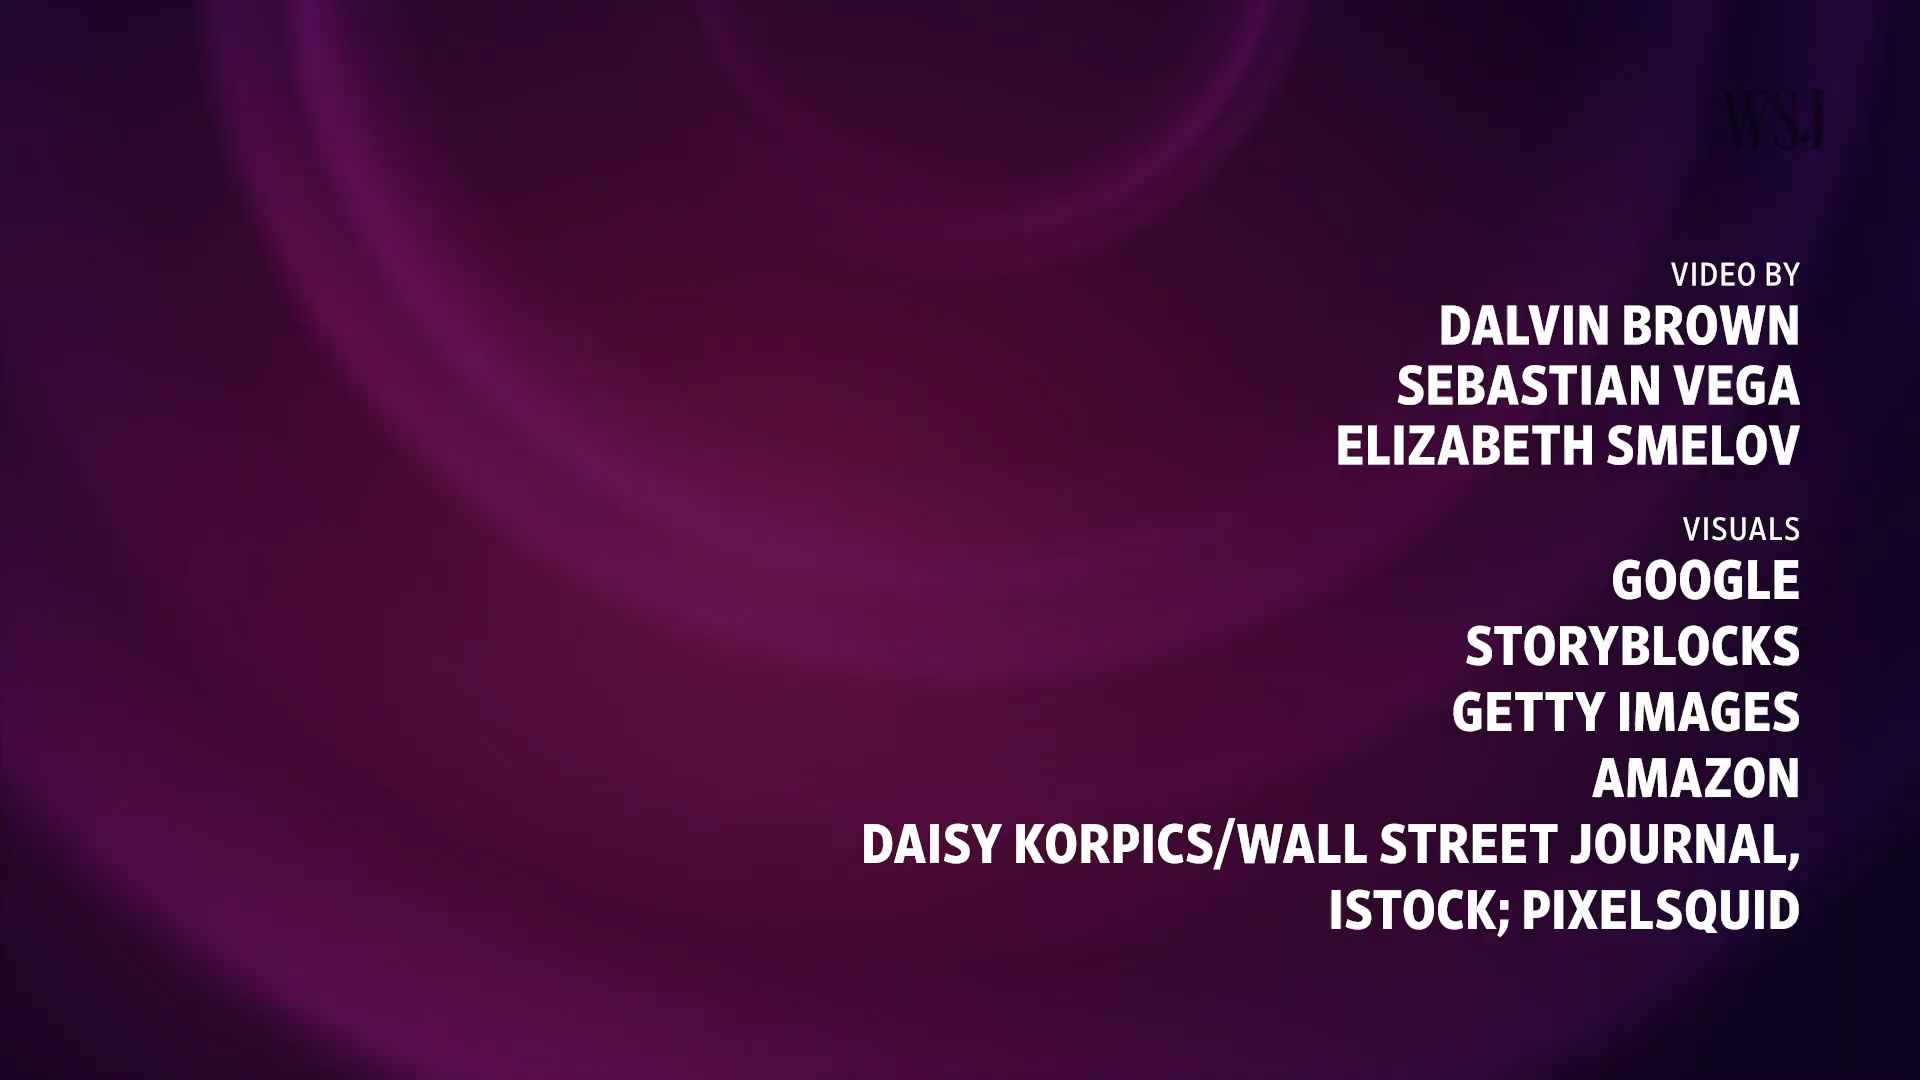 WSJ
VIDEO BY
DALVIN BROWN
SEBASTIAN VEGA
ELIZABETH SMELOV
VISUALS
GOOGLE
STORYBLOCKS
GETTY IMAGES
AMAZON
DAISY KORPICS/WALL STREET JOURNAL,
ISTOCK; PIXELSQUID